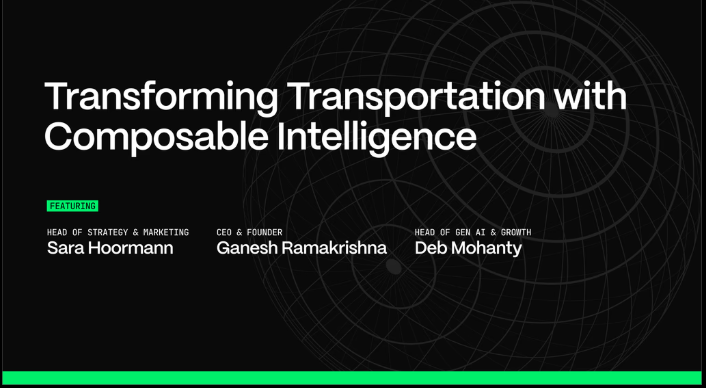 Transforming Transportation with
Composable Intelligence
FEATURING
HEAD OF STRATEGY & MARKETING
Sara Hoormann
CEO & FOUNDER
Ganesh Ramakrishna
HEAD OF GEN AI & GROWTH
Deb Mohanty